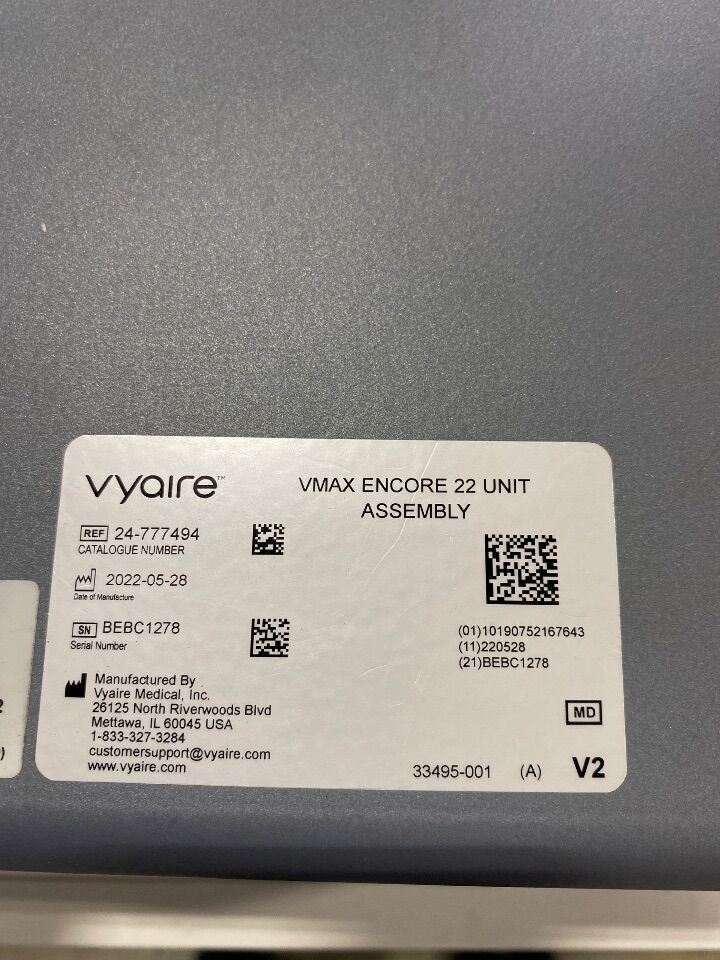 vyaire™
VMAX ENCORE 22 UNIT
ASSEMBLY
REF 24-777494
CATALOGUE NUMBER
2022-05-28
Date of Manufacture
SN BEBC1278
Serial Number
(01)10190752167643
(11)220528
(21)BEBC1278
Manufactured By
Vyaire Medical, Inc.
26125 North Riverwoods Blvd
Mettawa, IL 60045 USA
1-833-327-3284
customersupport@vyaire.com
www.vyaire.com
MD
33495-001 (A) V2